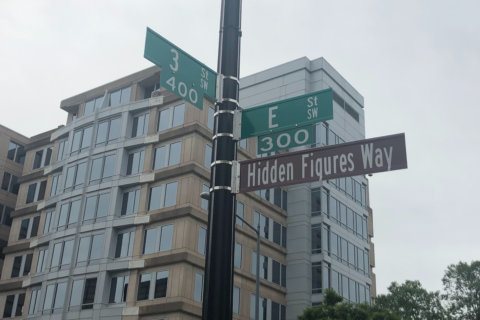 3 St SW
400
E St SW
300
Hidden Figures Way